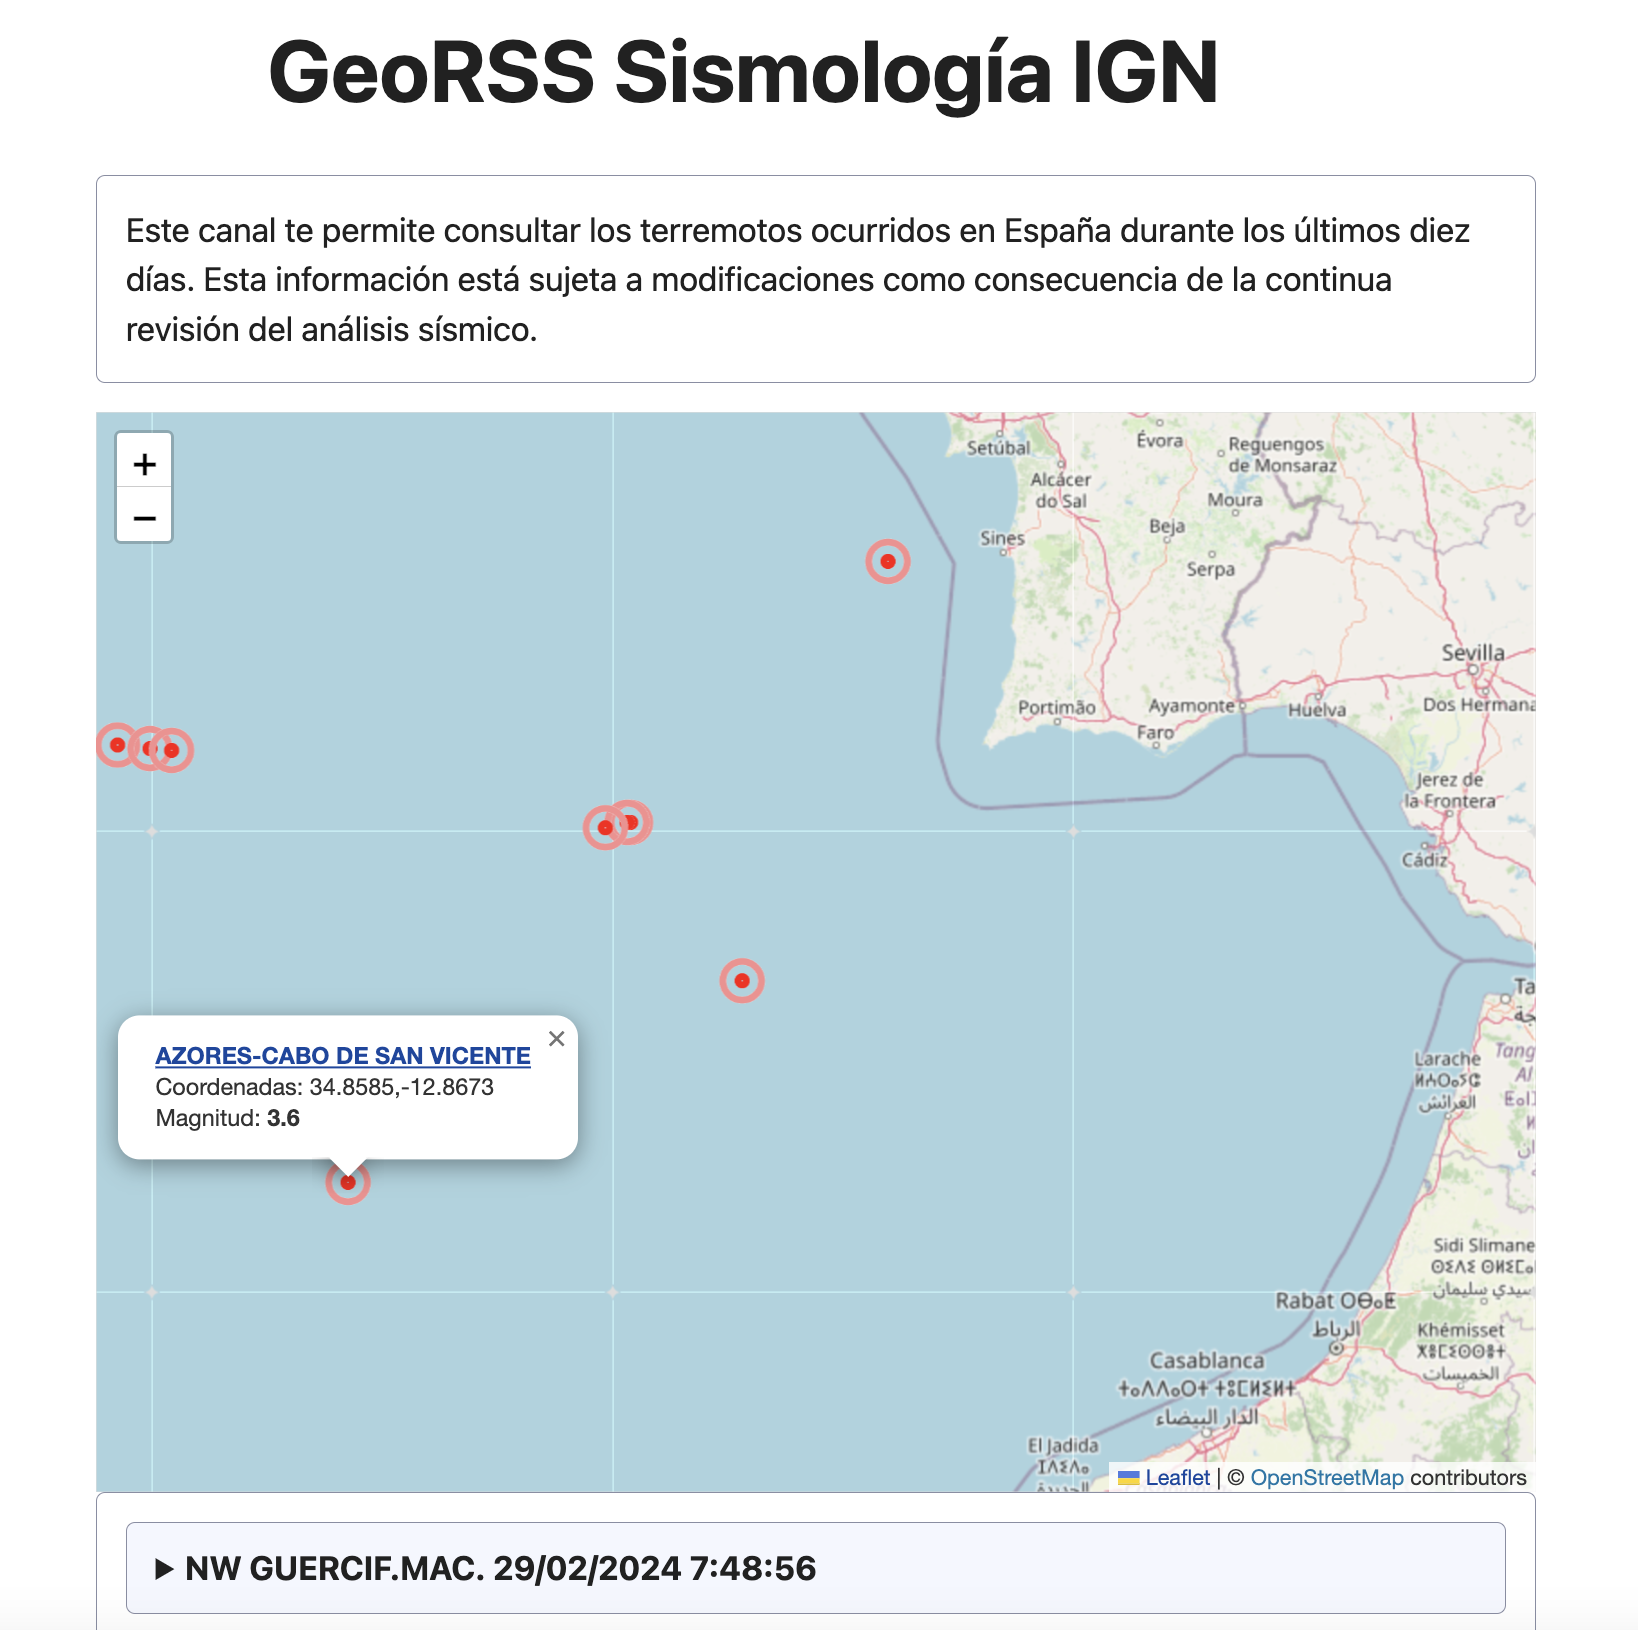 GeoRSS Sismología IGN
Este canal te permite consultar los terremotos ocurridos en España durante los últimos diez
días. Esta información está sujeta a modificaciones como consecuencia de la continua
revisión del análisis sísmico.
+
−
Setúbal
Évora
Reguengos
de Monsaraz
Alcácer
do Sal
Moura
Beja
Sines
Serpa
Sevilla
Portimão
Ayamonte
Huelva
Dos Hermana
Faro
Jerez de
la Frontera
Cádiz
Ta
AZORES-CABO DE SAN VICENTE
Coordenadas: 34.8585,-12.8673
Magnitud: 3.6
×
Larache
العرائش
Tang
Al
Sidi Slimane
سيدي سليمان
Rabat ⵔⴱⴰⵟ
الرباط
Khémisset
الخميسات
Casablanca
الدار البيضاء
El Jadida
Leaflet | © OpenStreetMap contributors
▶ NW GUERCIF.MAC. 29/02/2024 7:48:56